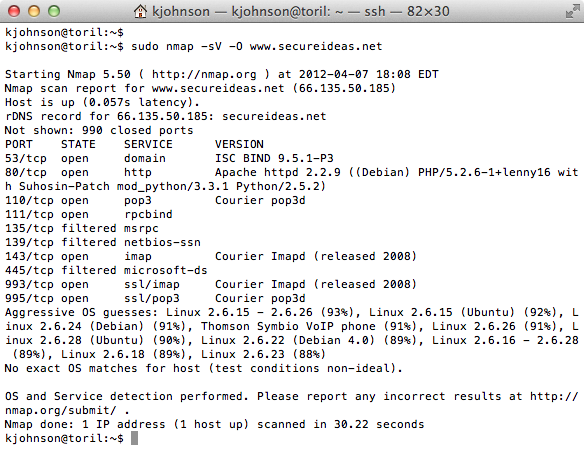 kjohnson@toril: ~ — ssh — 82×30
kjohnson@toril:~$
kjohnson@toril:~$ sudo nmap -sV -O www.secureideas.net
Starting Nmap 5.50 ( http://nmap.org ) at 2012-04-07 18:08 EDT
Nmap scan report for www.secureideas.net (66.135.50.185)
Host is up (0.057s latency).
rDNS record for 66.135.50.185: secureideas.net
Not shown: 990 closed ports
PORT    STATE    SERVICE      VERSION
53/tcp  open     domain       ISC BIND 9.5.1-P3
80/tcp  open     http         Apache httpd 2.2.9 ((Debian) PHP/5.2.6-1+lenny16 wit
h Suhosin-Patch mod_python/3.3.1 Python/2.5.2)
110/tcp open     pop3         Courier pop3d
111/tcp open     rpcbind
135/tcp filtered msrpc
139/tcp filtered netbios-ssn
143/tcp open     imap         Courier Imapd (released 2008)
445/tcp filtered microsoft-ds
993/tcp open     ssl/imap     Courier Imapd (released 2008)
995/tcp open     ssl/pop3     Courier pop3d
Aggressive OS guesses: Linux 2.6.15 - 2.6.26 (93%), Linux 2.6.15 (Ubuntu) (92%), L
inux 2.6.24 (Debian) (91%), Thomson Symbio VoIP phone (91%), Linux 2.6.26 (91%), L
inux 2.6.28 (Ubuntu) (90%), Linux 2.6.22 (Debian 4.0) (89%), Linux 2.6.16 - 2.6.28
 (89%), Linux 2.6.18 (89%), Linux 2.6.23 (88%)
No exact OS matches for host (test conditions non-ideal).
OS and Service detection performed. Please report any incorrect results at http://
nmap.org/submit/ .
Nmap done: 1 IP address (1 host up) scanned in 30.22 seconds
kjohnson@toril:~$